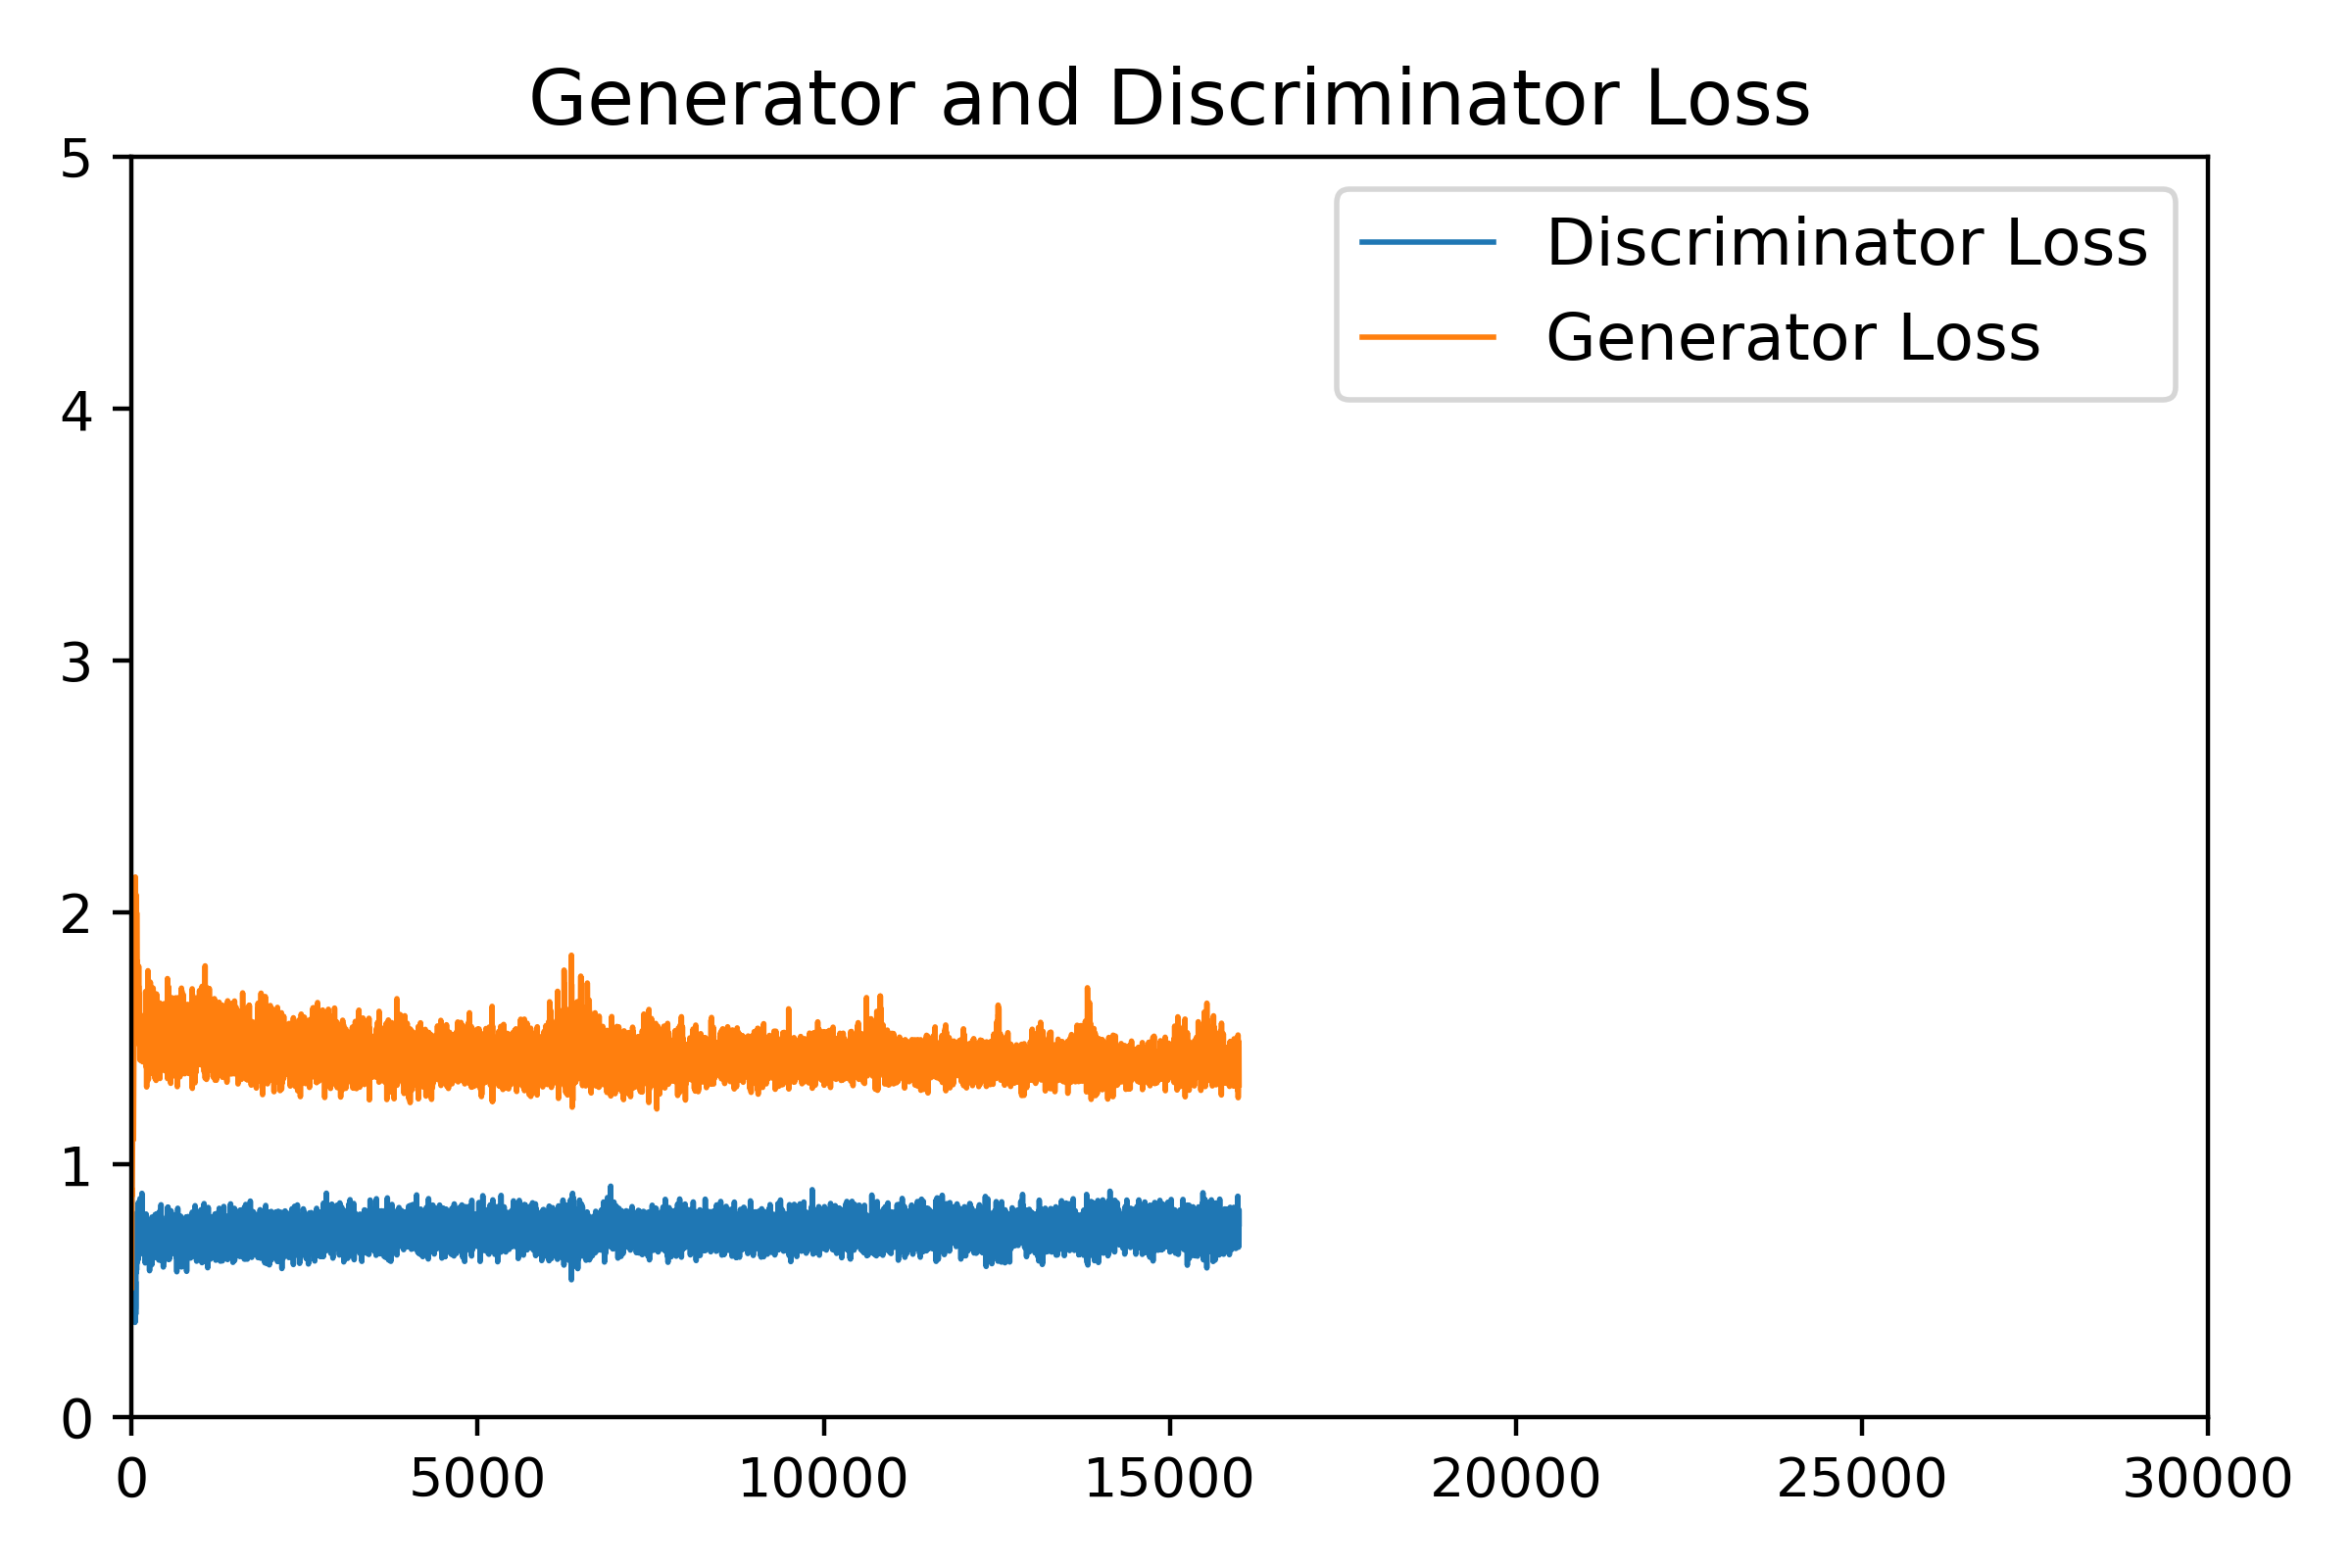 Generator and Discriminator Loss
5
Discriminator Loss
Generator Loss
4
3
2
1
0
0 5000 10000 15000 20000 25000 30000